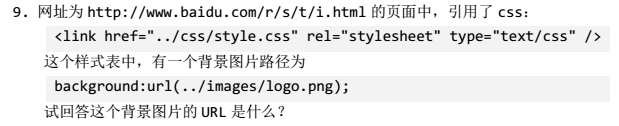 9. 网址为 http://www.baidu.com/r/s/t/i.html 的页面中，引用了 css：
<link href="../css/style.css" rel="stylesheet" type="text/css" />
这个样式表中，有一个背景图片路径为
background:url(../images/logo.png);
试回答这个背景图片的 URL 是什么？